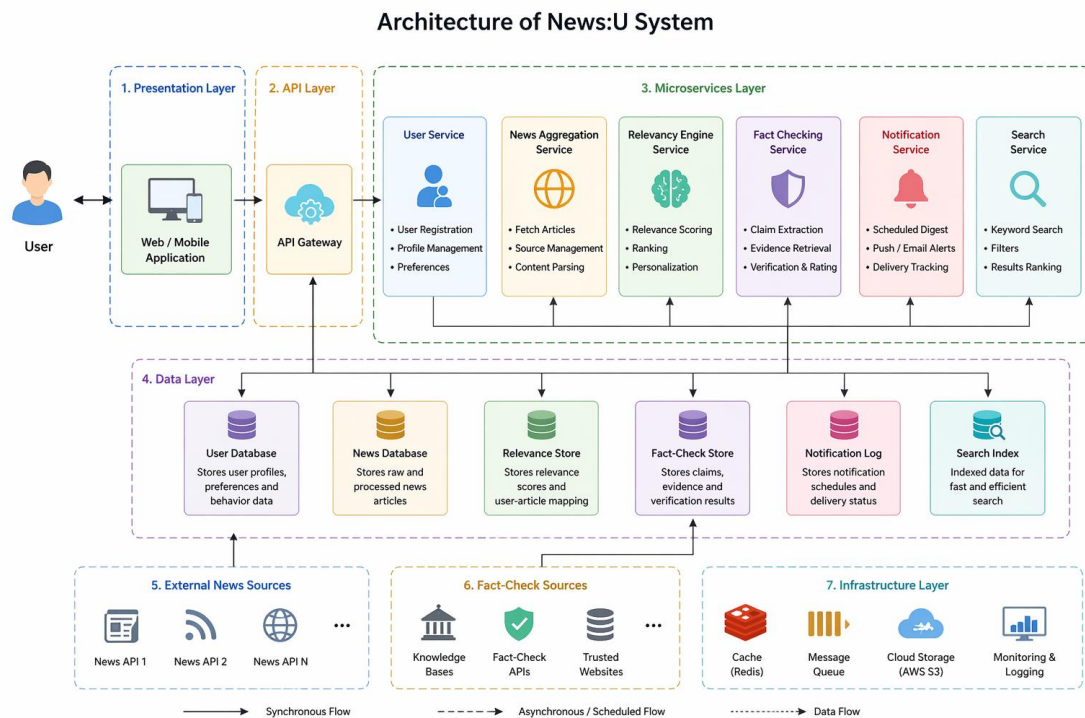 Architecture of News:U System
1. Presentation Layer
2. API Layer
3. Microservices Layer
User
Web / Mobile
Application
API Gateway
User Service
• User Registration
• Profile Management
• Preferences
News Aggregation
Service
• Fetch Articles
• Source Management
• Content Parsing
Relevancy Engine
Service
• Relevance Scoring
• Ranking
• Personalization
Fact Checking
Service
• Claim Extraction
• Evidence Retrieval
• Verification & Rating
Notification
Service
• Scheduled Digest
• Push / Email Alerts
• Delivery Tracking
Search
Service
• Keyword Search
• Filters
• Results Ranking
4. Data Layer
User Database
Stores user profiles,
preferences and
behavior data
News Database
Stores raw and
processed news
articles
Relevance Store
Stores relevance
scores and
user-article mapping
Fact-Check Store
Stores claims,
evidence and
verification results
Notification Log
Stores notification
schedules and
delivery status
Search Index
Indexed data for
fast and efficient
search
5. External News Sources
News API 1
News API 2
News API N
...
6. Fact-Check Sources
Knowledge
Bases
Fact-Check
APIs
Trusted
Websites
...
7. Infrastructure Layer
Cache
(Redis)
Message
Queue
Cloud Storage
(AWS S3)
Monitoring &
Logging
Synchronous Flow
Asynchronous / Scheduled Flow
Data Flow